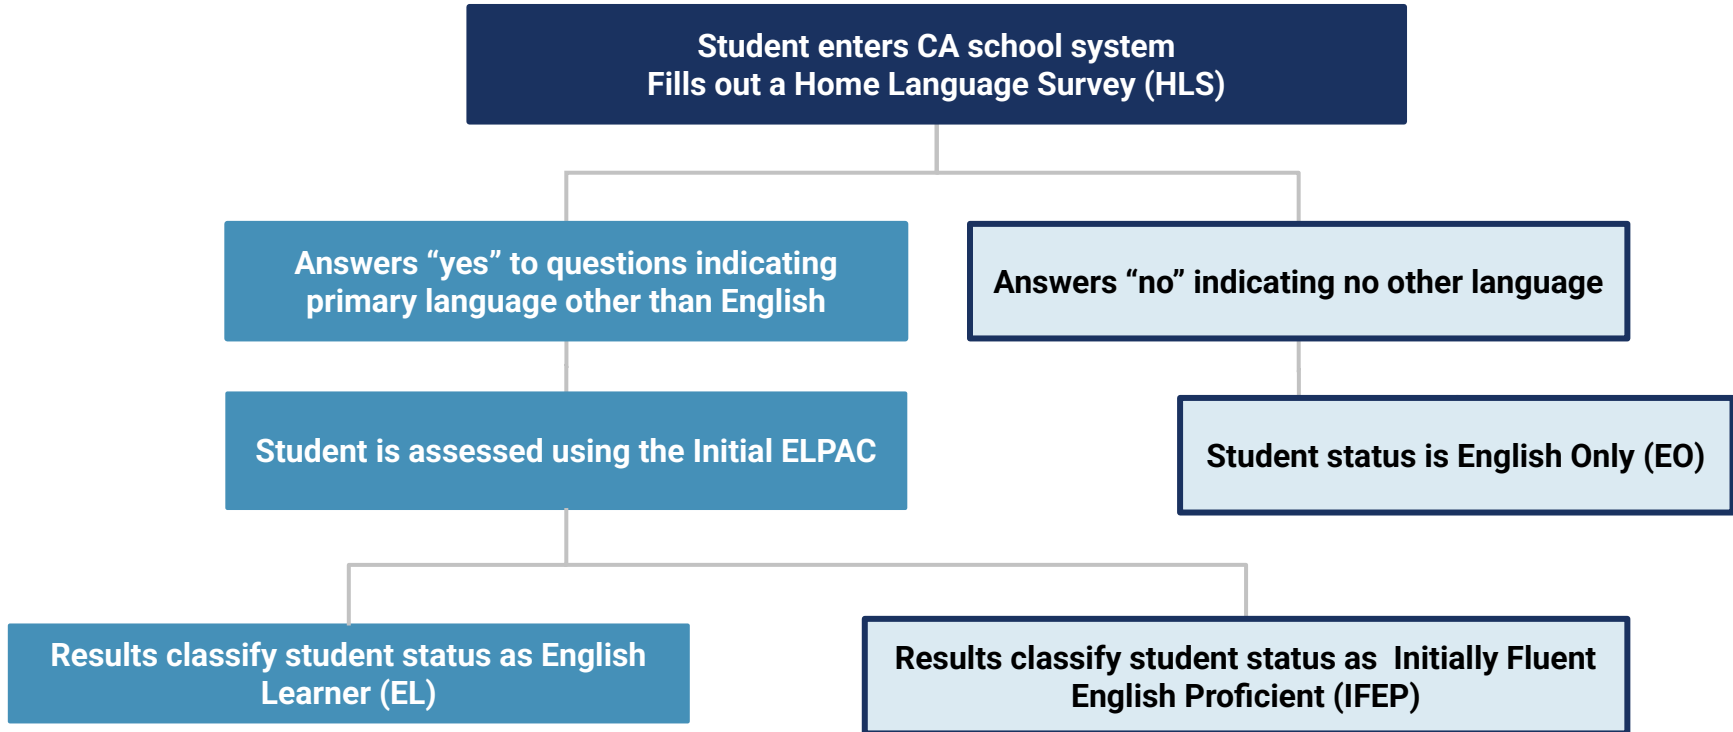 Student enters CA school system
Fills out a Home Language Survey (HLS)
Answers “yes” to questions indicating
primary language other than English
Answers “no” indicating no other language
Student is assessed using the Initial ELPAC
Student status is English Only (EO)
Results classify student status as English
Learner (EL)
Results classify student status as  Initially Fluent
English Proficient (IFEP)